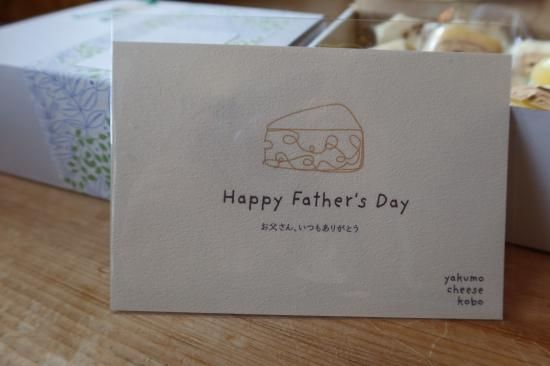 Happy Father's Day
お父さん、いつもありがとう
yakumo
cheese
kobo